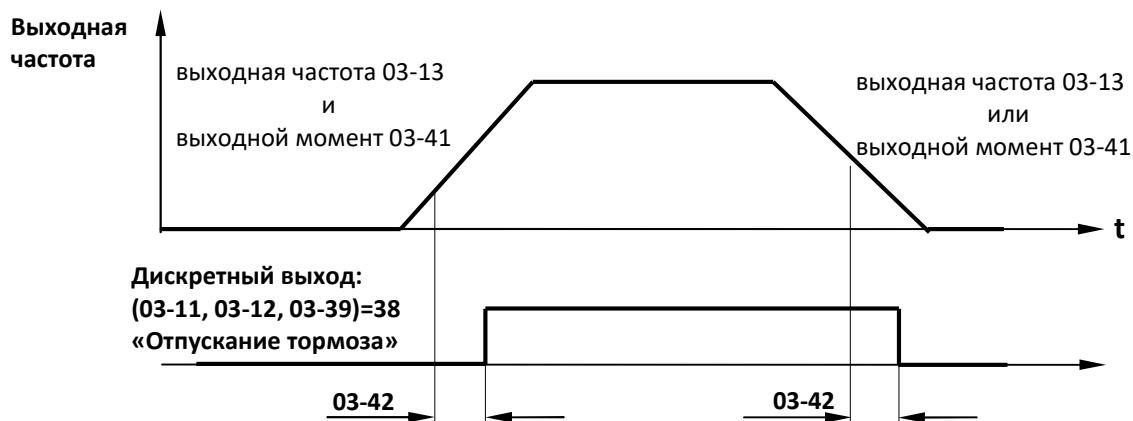 Выходная
частота
выходная частота 03-13
и
выходной момент 03-41
выходная частота 03-13
или
выходной момент 03-41
t
Дискретный выход:
(03-11, 03-12, 03-39)=38
«Отпускание тормоза»
03-42
03-42